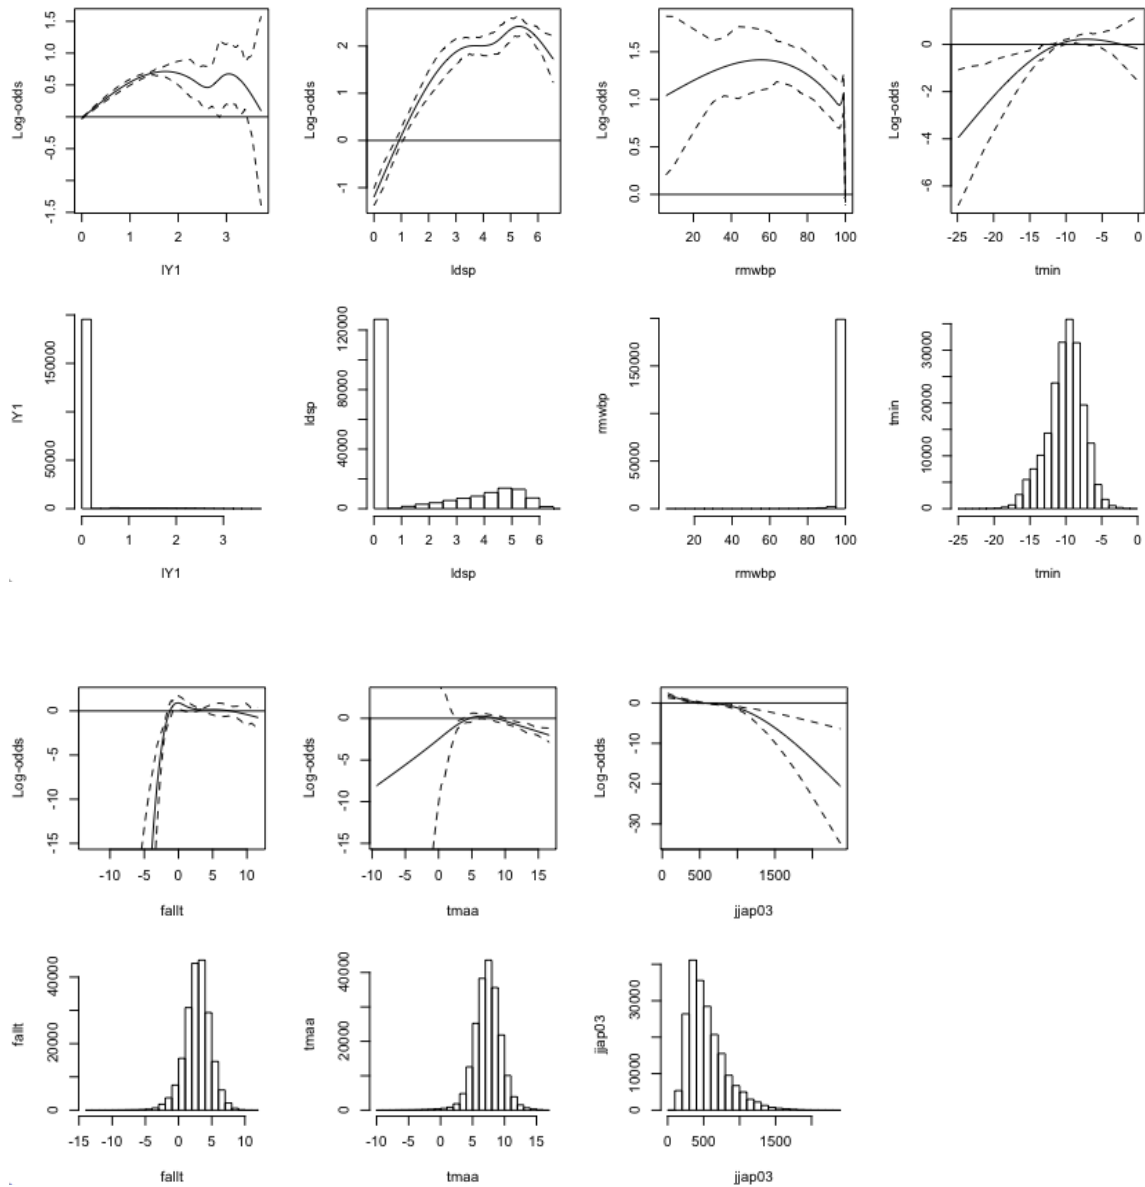 Log-odds
1.5
1.0
0.5
-0.5
-1.5
0 1 2 3
lY1
Log-odds
2
1
0
-1
0 1 2 3 4 5 6
ldsp
Log-odds
1.5
1.0
0.5
0.0
20 40 60 80 100
rmwbp
Log-odds
0
-2
-4
-6
-25 -20 -15 -10 -5 0
tmin
lY1
150000
50000
0
0 1 2 3
lY1
ldsp
120000
80000
40000
0
0 1 2 3 4 5 6
ldsp
rmwbp
150000
50000
0
20 40 60 80 100
rmwbp
tmin
30000
20000
10000
0
-25 -20 -15 -10 -5 0
tmin
Log-odds
0
-5
-10
-15
-10 -5 0 5 10
fallt
Log-odds
0
-5
-10
-15
-10 -5 0 5 10 15
tmaa
Log-odds
0
-10
-20
-30
0 500 1500
jjap03
fallt
40000
20000
0
-15 -10 -5 0 5 10
fallt
tmaa
40000
20000
0
-10 -5 0 5 10 15
tmaa
jjap03
30000
10000
0
0 500 1500
jjap03